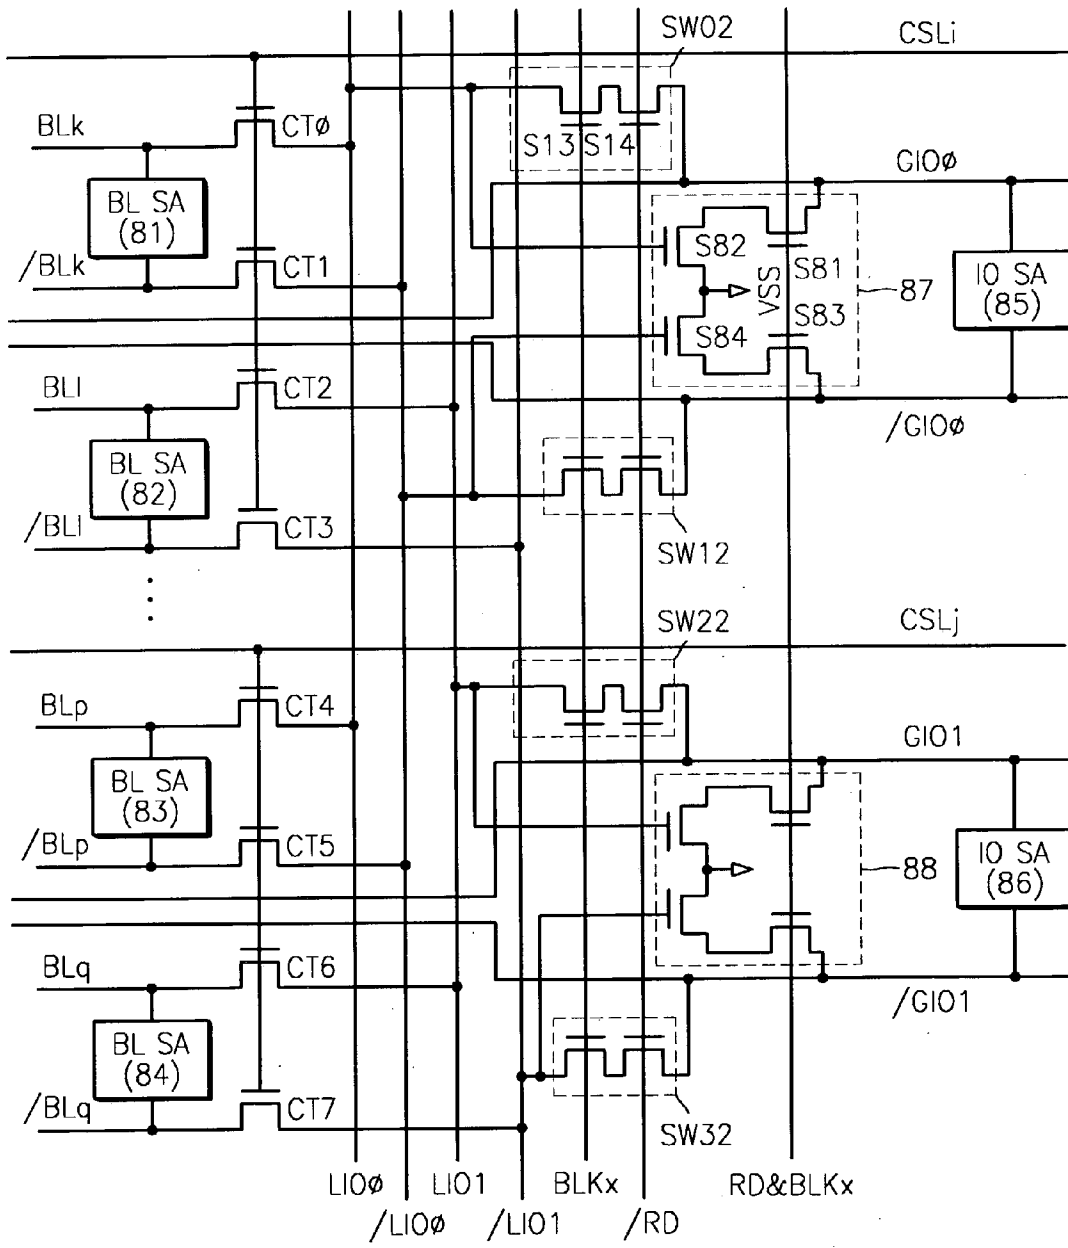 SW02
CSLi
BLk
CTø
S13 S14
GIOø
BL SA
(81)
S82
/BLk
CT1
S81
VSS
87
IO SA
(85)
S83
S84
BLl
CT2
/GIOø
BL SA
(82)
/BLl
CT3
SW12
SW22
CSLj
BLp
CT4
GIO1
BL SA
(83)
/BLp
CT5
88
IO SA
(86)
BLq
CT6
/GIO1
BL SA
(84)
/BLq
CT7
SW32
LIOø
LIO1
BLKx
RD&BLKx
/LIOø
/LIO1
/RD